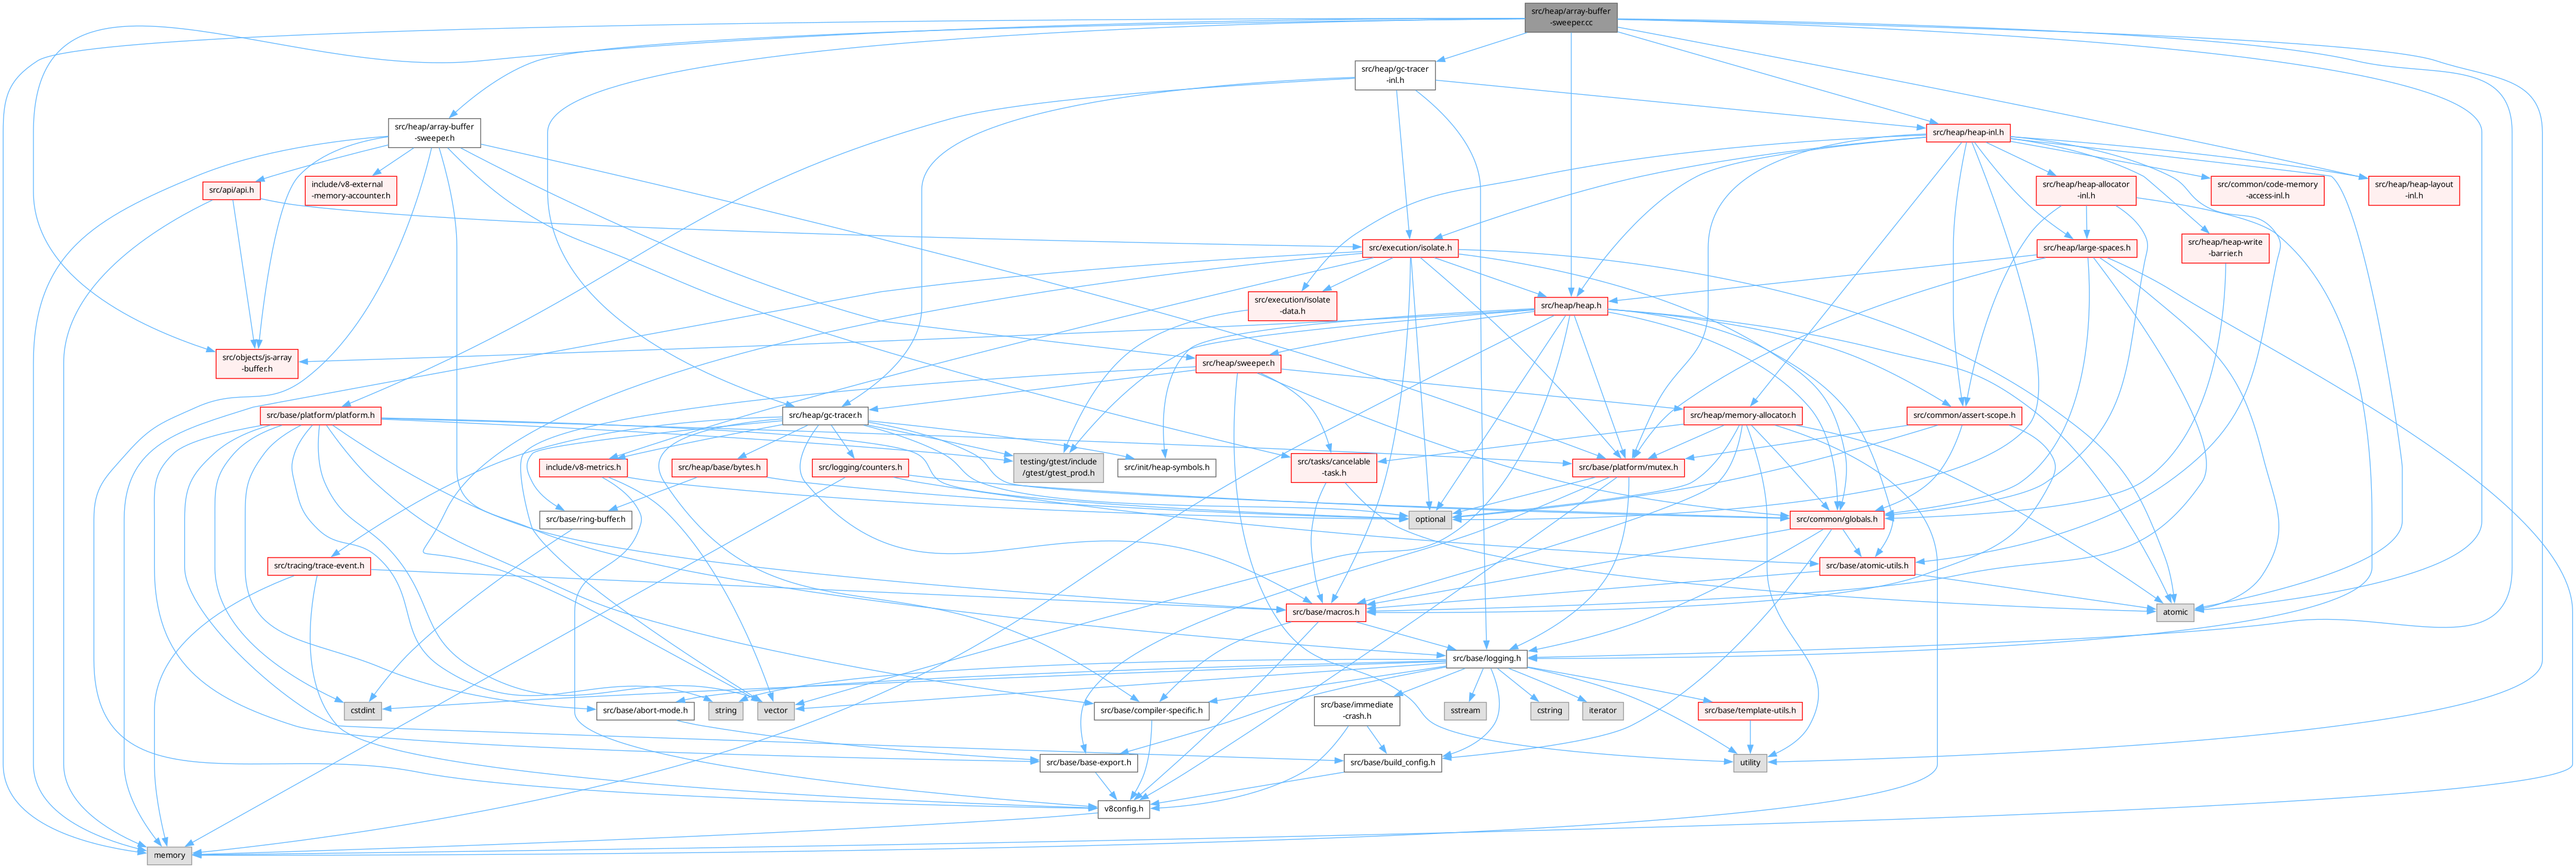 src/heap/array-buffer
-sweeper.cc
src/heap/gc-tracer
-inl.h
src/heap/array-buffer
-sweeper.h
src/heap/heap-inl.h
src/api/api.h
include/v8-external
-memory-accounter.h
src/heap/heap-allocator
-inl.h
src/common/code-memory
-access-inl.h
src/heap/heap-layout
-inl.h
src/execution/isolate.h
src/heap/large-spaces.h
src/heap/heap-write
-barrier.h
src/execution/isolate
-data.h
src/heap/heap.h
src/objects/js-array
-buffer.h
src/heap/sweeper.h
src/base/platform/platform.h
src/heap/gc-tracer.h
src/heap/memory-allocator.h
src/common/assert-scope.h
include/v8-metrics.h
src/heap/base/bytes.h
src/logging/counters.h
testing/gtest/include
/gtest/gtest_prod.h
src/init/heap-symbols.h
src/tasks/cancelable
-task.h
src/base/platform/mutex.h
src/base/ring-buffer.h
optional
src/common/globals.h
src/tracing/trace-event.h
src/base/atomic-utils.h
src/base/macros.h
atomic
src/base/logging.h
cstdint
src/base/abort-mode.h
string
vector
src/base/compiler-specific.h
src/base/immediate
-crash.h
sstream
cstring
iterator
src/base/template-utils.h
src/base/base-export.h
src/base/build_config.h
utility
v8config.h
memory